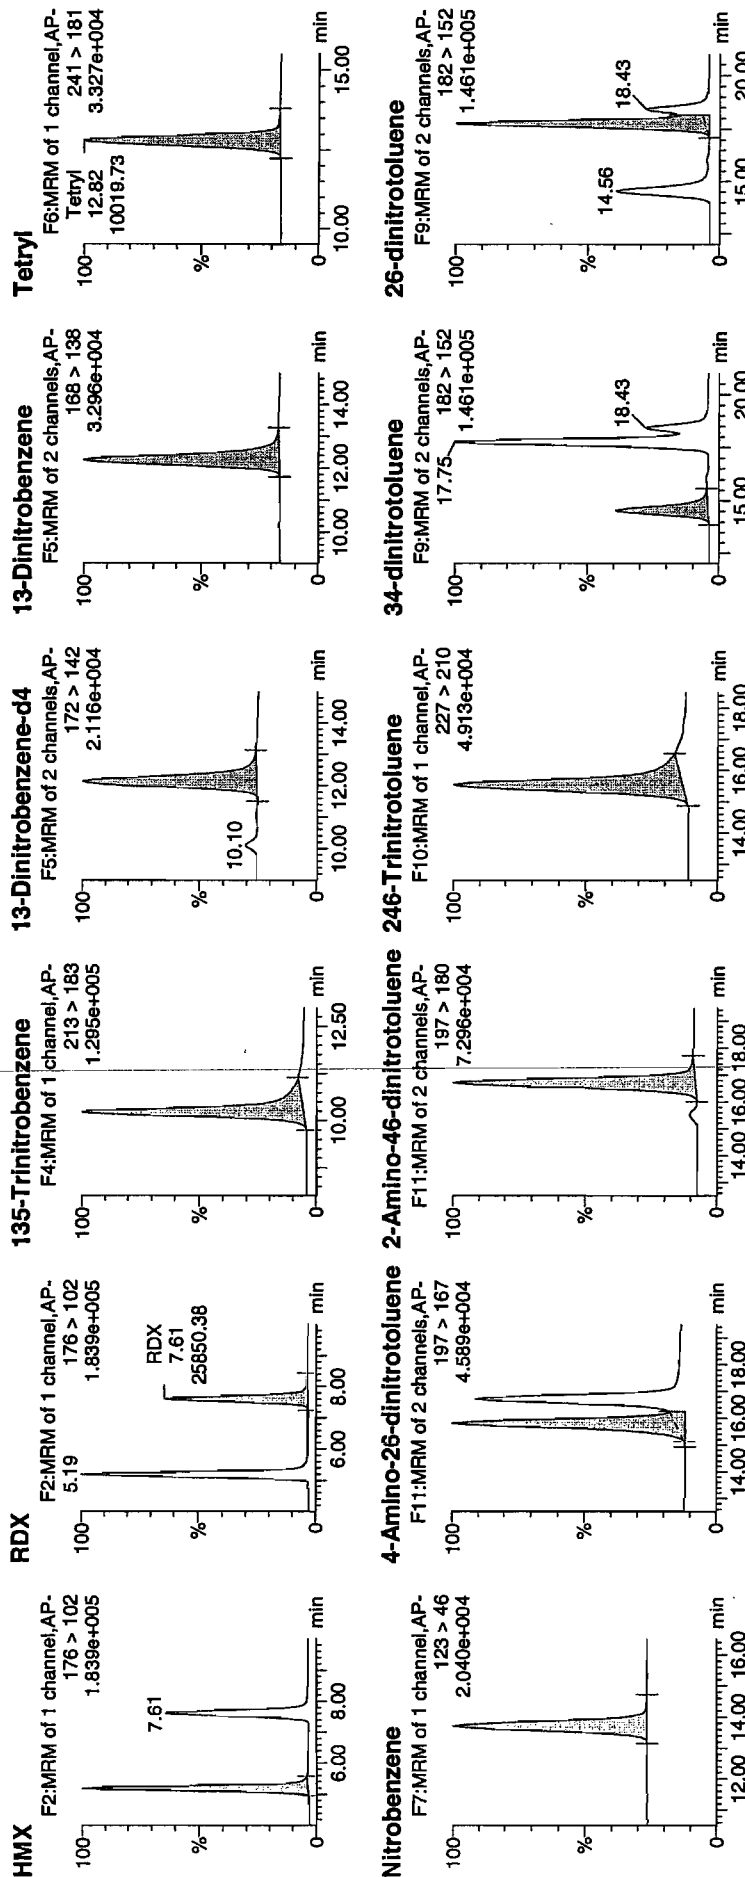 HMX
F2:MRM of 1 channel,AP-
176 > 102
1.839e+005
100
7.61
%
0
6.00 8.00
min
RDX
F2:MRM of 1 channel,AP-
176 > 102
1.839e+005
100
5.19
RDX
7.61
25850.38
%
0
6.00 8.00
min
135-Trinitrobenzene
F4:MRM of 1 channel,AP-
213 > 183
1.295e+005
100
%
0
10.00 12.50
min
13-Dinitrobenzene-d4
F5:MRM of 2 channels,AP-
172 > 142
2.116e+004
100
10.10
%
0
10.00 12.00 14.00
min
13-Dinitrobenzene
F5:MRM of 2 channels,AP-
168 > 138
3.296e+004
100
%
0
10.00 12.00 14.00
min
Tetryl
F6:MRM of 1 channel,AP-
241 > 181
3.327e+004
100
Tetryl
12.82
10019.73
%
0
10.00 15.00
min
Nitrobenzene
F7:MRM of 1 channel,AP-
123 > 46
2.040e+004
100
%
0
12.00 14.00 16.00
min
4-Amino-26-dinitrotoluene
F11:MRM of 2 channels,AP-
197 > 167
4.589e+004
100
%
0
14.00 16.00 18.00
min
2-Amino-46-dinitrotoluene
F11:MRM of 2 channels,AP-
197 > 180
7.296e+004
100
%
0
14.00 16.00 18.00
min
246-Trinitrotoluene
F10:MRM of 1 channel,AP-
227 > 210
4.913e+004
100
%
0
14.00 16.00 18.00
min
34-dinitrotoluene
F9:MRM of 2 channels,AP-
182 > 152
1.461e+005
100
17.75
18.43
%
0
15.00 20.00
min
26-dinitrotoluene
F9:MRM of 2 channels,AP-
182 > 152
1.461e+005
100
14.56
18.43
%
0
15.00 20.00
min